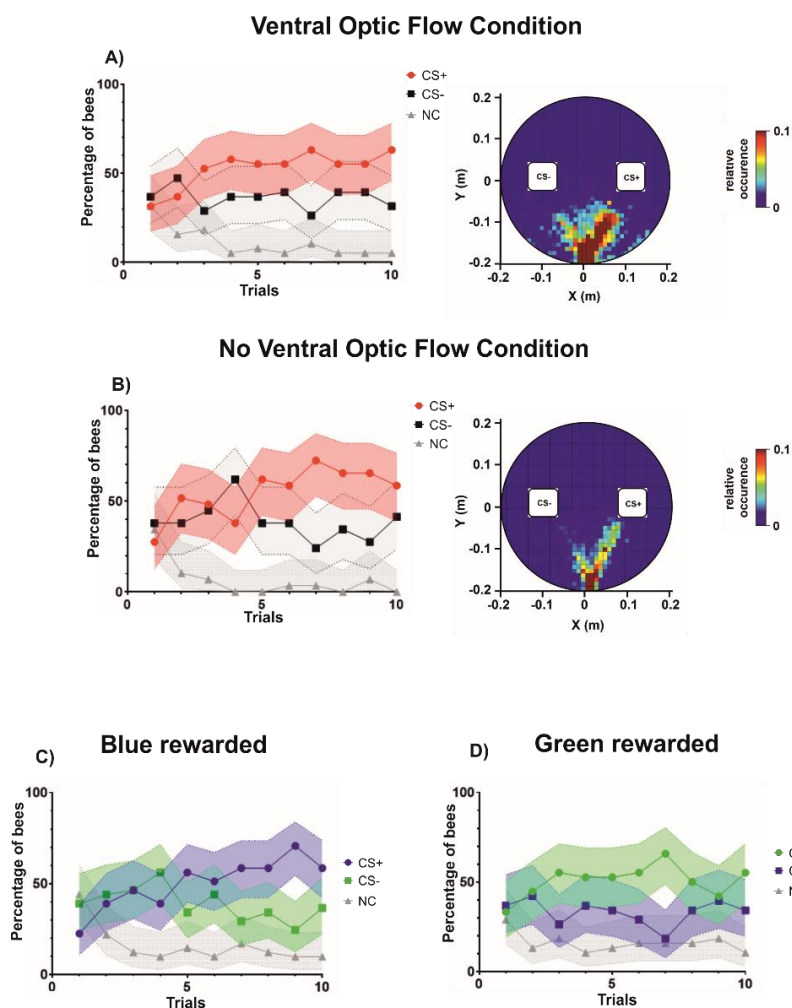 Ventral Optic Flow Condition
A)
CS+
CS-
NC
Percentage of bees
100
50
0
0
5
10
Trials
Y (m)
0.2
0.1
0
-0.1
-0.2
CS-
CS+
-0.2
-0.1
0
0.1
0.2
X (m)
relative
occurence
0.1
0
No Ventral Optic Flow Condition
B)
CS+
CS-
NC
Percentage of bees
100
50
0
0
5
10
Trials
Y (m)
0.2
0.1
0
-0.1
-0.2
CS-
CS+
-0.2
-0.1
0
0.1
0.2
X (m)
relative
occurence
0.1
0
C)
Blue rewarded
Percentage of bees
100
50
0
0
5
10
Trials
CS+
CS-
NC
D)
Green rewarded
Percentage of bees
100
50
0
0
5
10
Trials